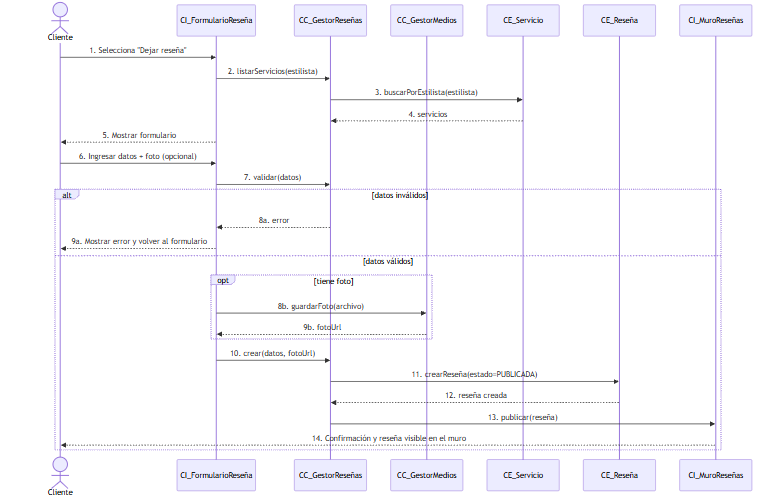 CI_FormularioReseña
CC_GestorReseñas
CC_GestorMedios
CE_Servicio
CE_Reseña
CI_MuroReseñas
Cliente
1. Selecciona "Dejar reseña"
2. listarServicios(estilista)
3. buscarPorEstilista(estilista)
4. servicios
5. Mostrar formulario
6. Ingresar datos + foto (opcional)
7. validar(datos)
alt
[datos inválidos]
8a. error
9a. Mostrar error y volver al formulario
[datos válidos]
opt
[tiene foto]
8b. guardarFoto(archivo)
9b. fotoUrl
10. crear(datos, fotoUrl)
11. crearReseña(estado=PUBLICADA)
12. reseña creada
13. publicar(reseña)
14. Confirmación y reseña visible en el muro
CI_FormularioReseña
CC_GestorReseñas
CC_GestorMedios
CE_Servicio
CE_Reseña
CI_MuroReseñas
Cliente